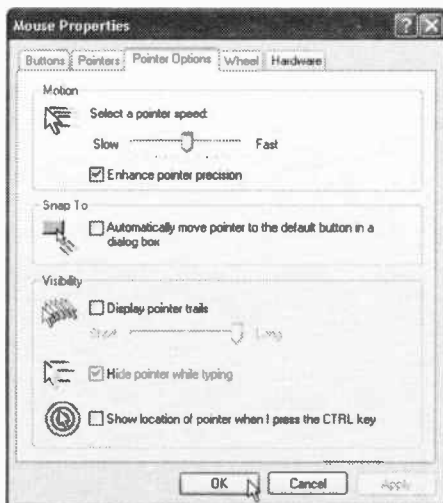 Mouse Properties
Buttons Pointers Pointer Options Wheel Hardware
Motion
Select a pointer speed:
Slow Fast
Enhance pointer precision
Snap To
Automatically move pointer to the default button in a
dialog box
Visibility
Display pointer trails
Short Long
Hide pointer while typing
Show location of pointer when I press the CTRL key
OK Cancel Apply